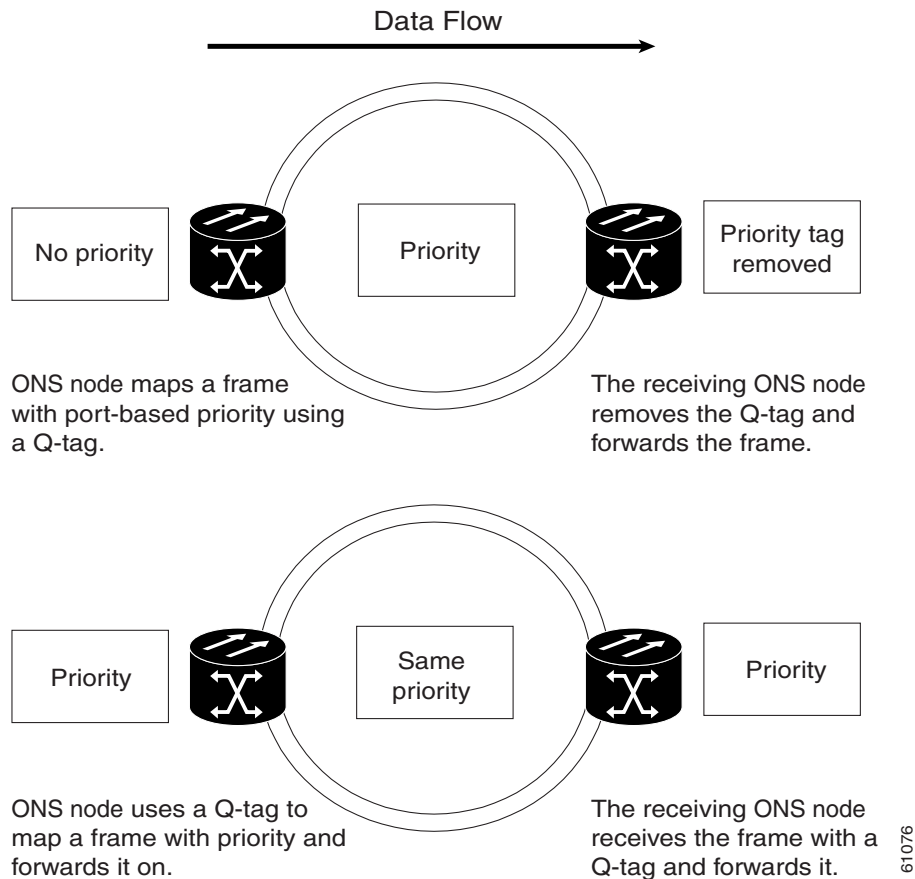 Data Flow
No priority
Priority
Priority tag
removed
ONS node maps a frame
with port-based priority using
a Q-tag.
The receiving ONS node
removes the Q-tag and
forwards the frame.
Priority
Same
priority
Priority
ONS node uses a Q-tag to
map a frame with priority and
forwards it on.
The receiving ONS node
receives the frame with a
Q-tag and forwards it.
61076